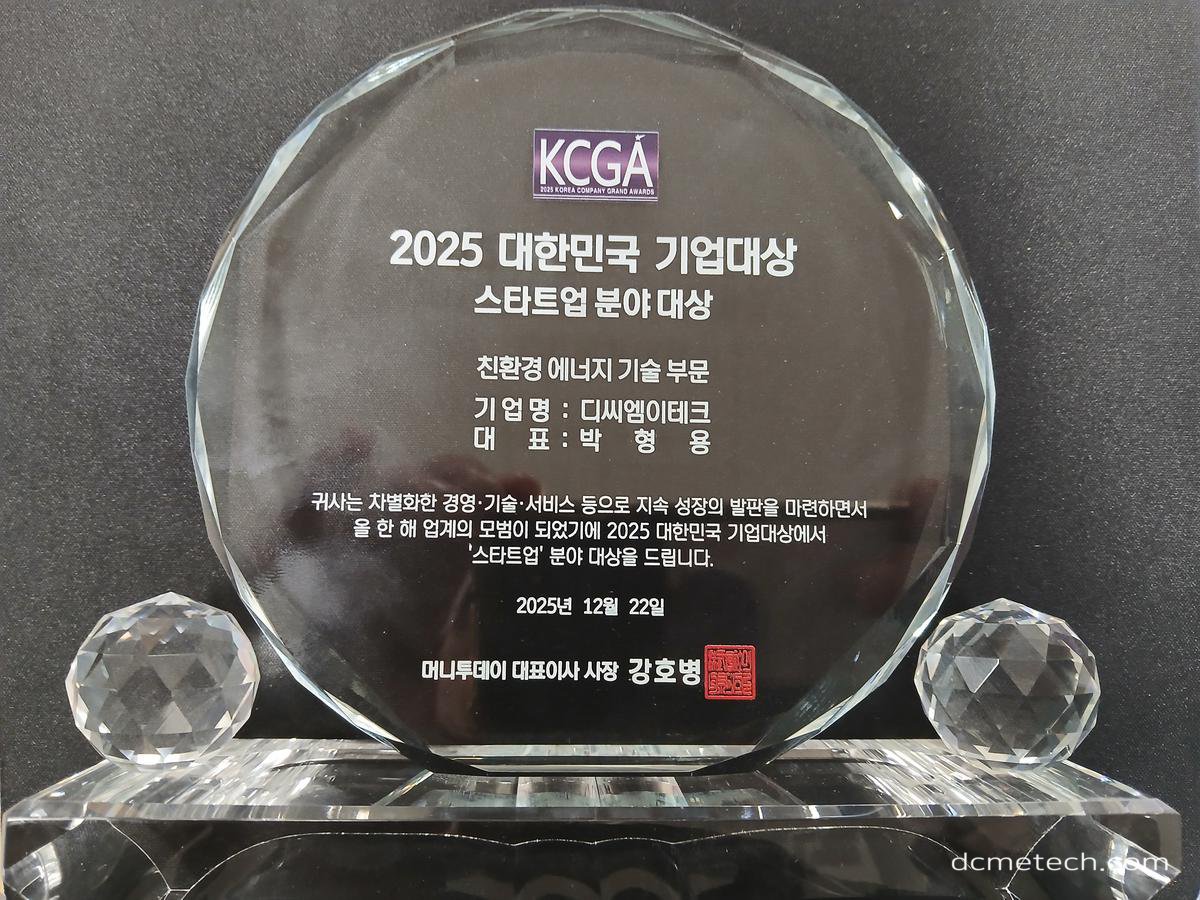 KCGA
2025 KOREA COMPANY GRAND AWARDS
2025 대한민국 기업대상
스타트업 분야 대상
친환경 에너지 기술 부문
기업명 : 디씨엠이테크
대 표 : 박 형 용
귀사는 차별화한 경영·기술·서비스 등으로 지속 성장의 발판을 마련하면서
올 한 해 업계의 모범이 되었기에 2025 대한민국 기업대상에서
'스타트업' 분야 대상을 드립니다.
2025년 12월 22일
머니투데이 대표이사 사장 강호병
dcmetech.com